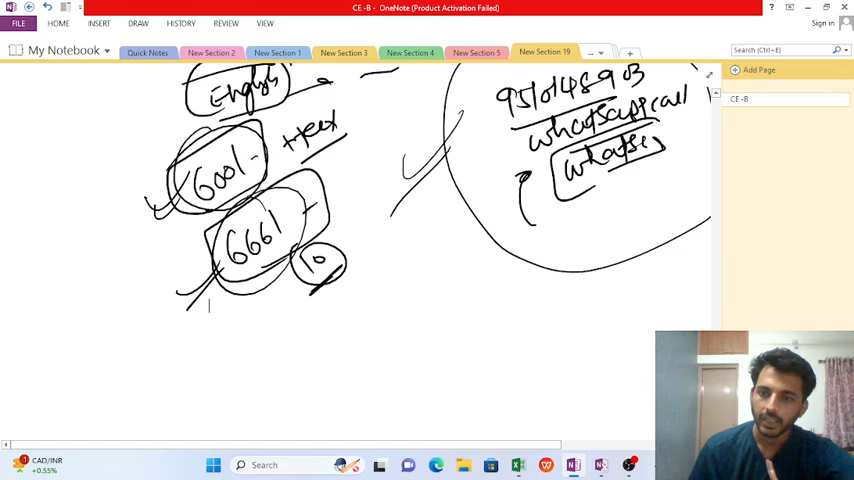 CE -B - OneNote (Product Activation Failed)
?
FILE HOME INSERT DRAW HISTORY REVIEW VIEW
Sign in
My Notebook Quick Notes New Section 2 New Section 1 New Section 3 New Section 4 New Section 5 New Section 19 ... +
Search (Ctrl+E)
Add Page
CE -B
English
6001
6661
10
whatsapp call
CAD/INR
+0.55%
1
Search